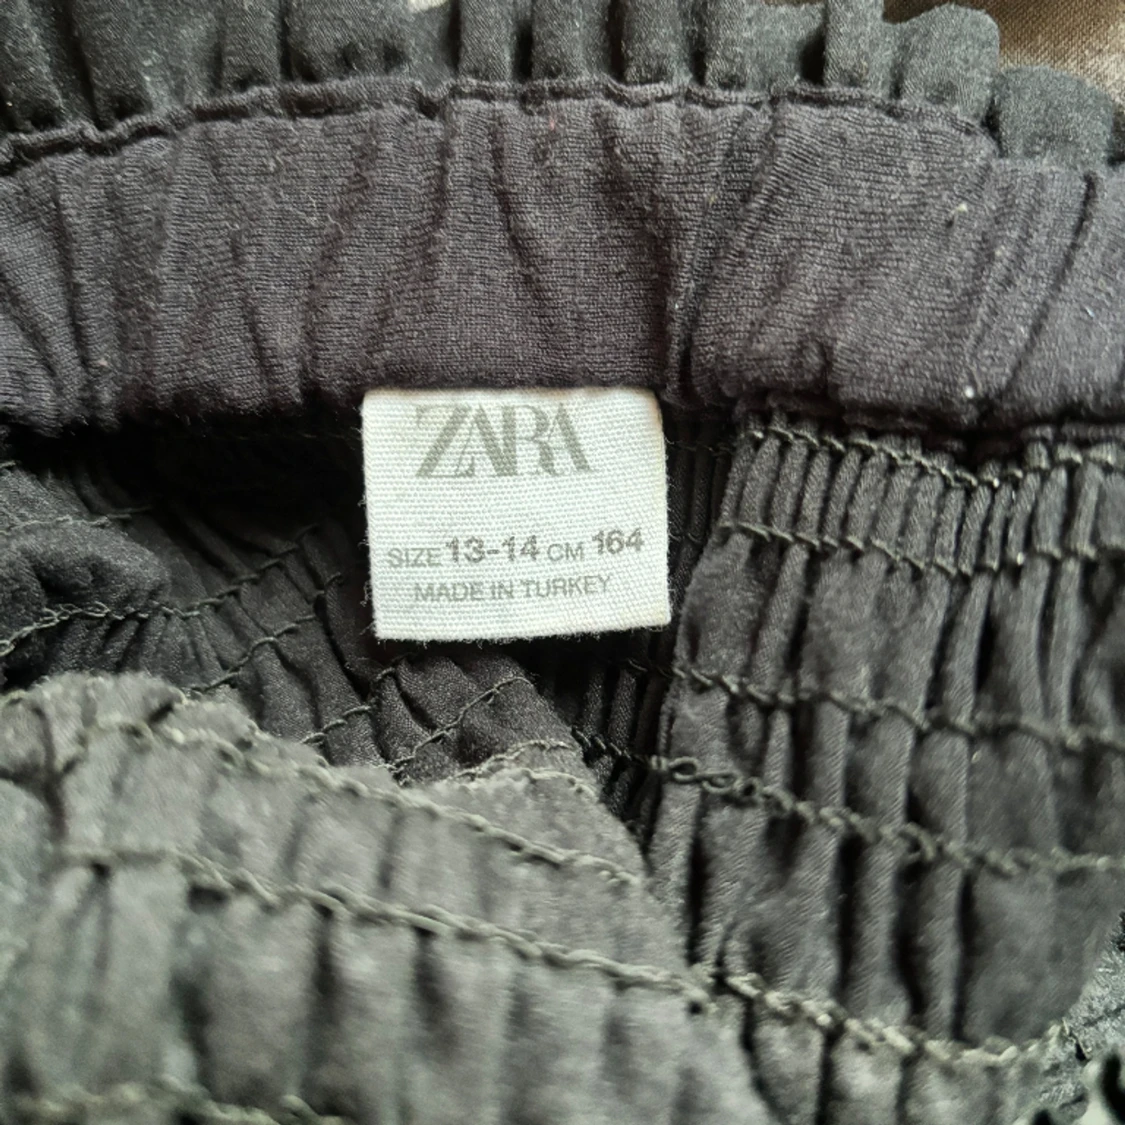 ZARA
SIZE 13-14 CM 164
MADE IN TURKEY